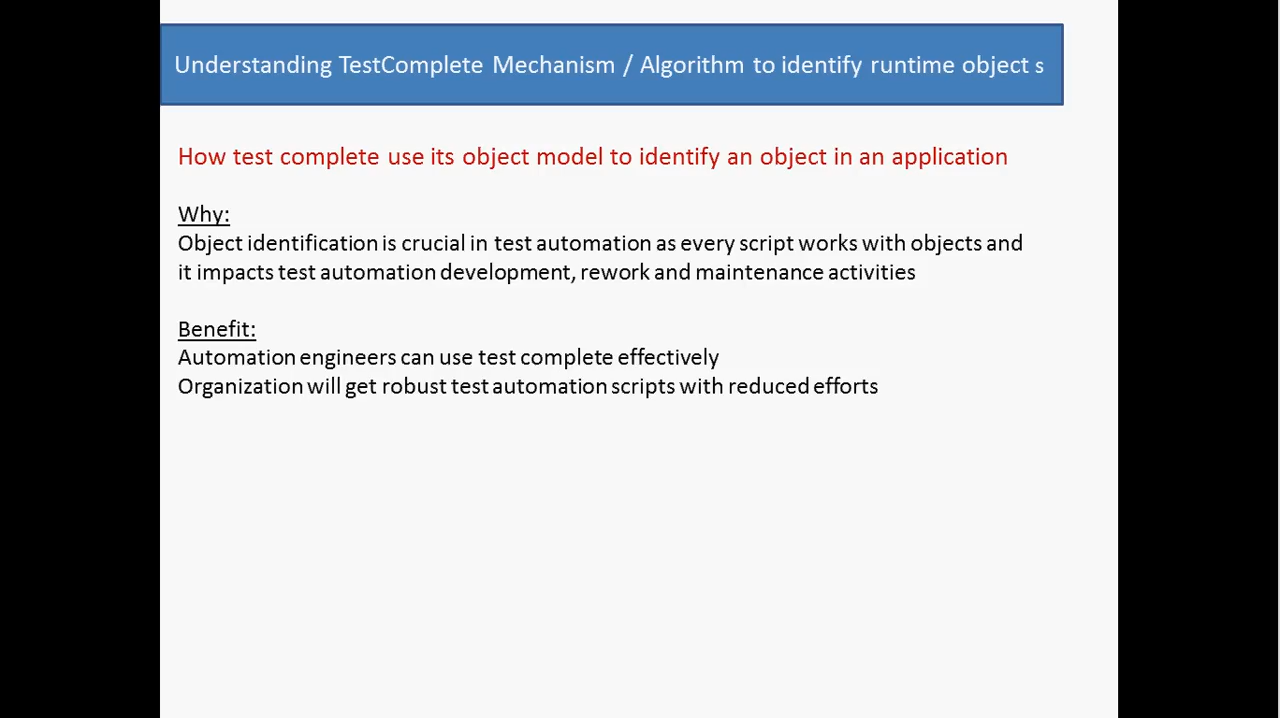 Understanding TestComplete Mechanism / Algorithm to identify runtime object s
How test complete use its object model to identify an object in an application
Why:
Object identification is crucial in test automation as every script works with objects and
it impacts test automation development, rework and maintenance activities
Benefit:
Automation engineers can use test complete effectively
Organization will get robust test automation scripts with reduced efforts